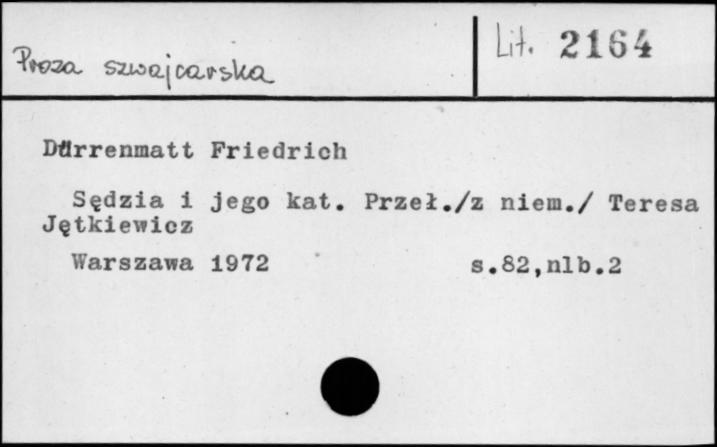 Proza szwajcarska
Lit. 2164
Dürrenmatt Friedrich
Sędzia i jego kat. Przeł./z niem./ Teresa
Jętkiewicz
Warszawa 1972 s.82,nlb.2